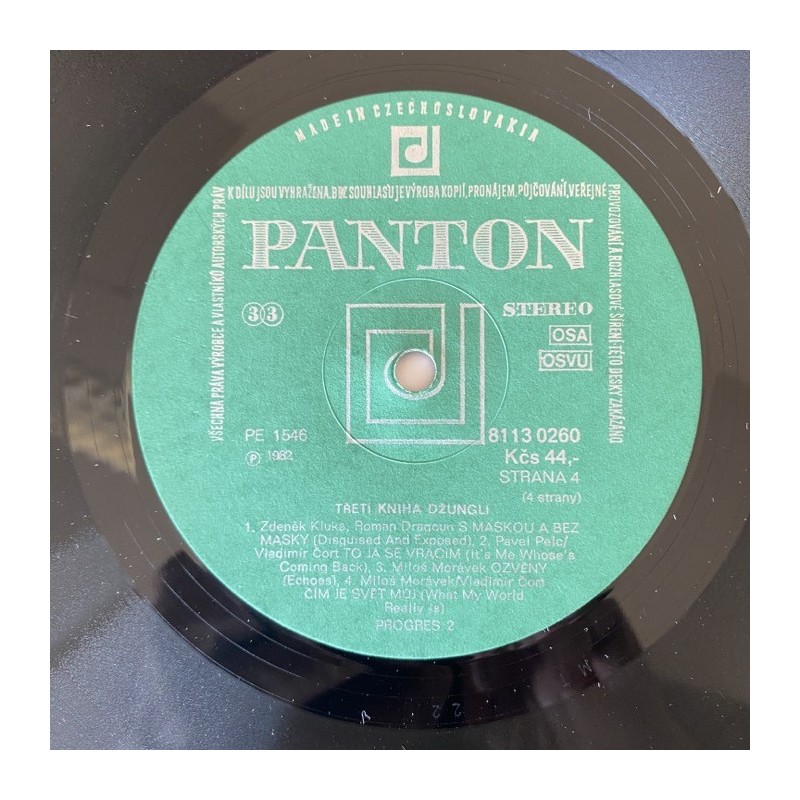 MADE IN CZECHOSLOVAKIA
VŠECHNA PRÁVA VÝROBCE A VLASTNÍKŮ AUTORSKÝCH PRÁV
K DÍLU JSOU VYHRAŽENA. BEZ SOUHLASU JE VÝROBA KOPIÍ, PRONÁJEM, PŮJČOVÁNÍ, VEŘEJNÉ
PROVOZOVÁNÍ A ROZHLASOVÉ ŠÍŘENÍ TÉTO DESKY ZAKÁZÁNO
PANTON
33
STEREO
OSA
OSVU
PE 1546
8113 0260
Ⓟ 1982
Kčs 44,-
STRANA 4
(4 strany)
TŘETÍ KNIHA DŽUNGLÍ
1. Zdeněk Kluka, Roman Dragoun S MASKOU A BEZ
MASKY (Disguised And Exposed), 2. Pavel Pelc/
Vladimír Čort TO JÁ SE VRACÍM (It's Me Whose's
Coming Back), 3. Miloš Morávek OZVĚNY
(Echoes), 4. Miloš Morávek/Vladimír Čort
ČÍM JE SVĚT MŮJ (What My World
Really Is)
PROGRES 2